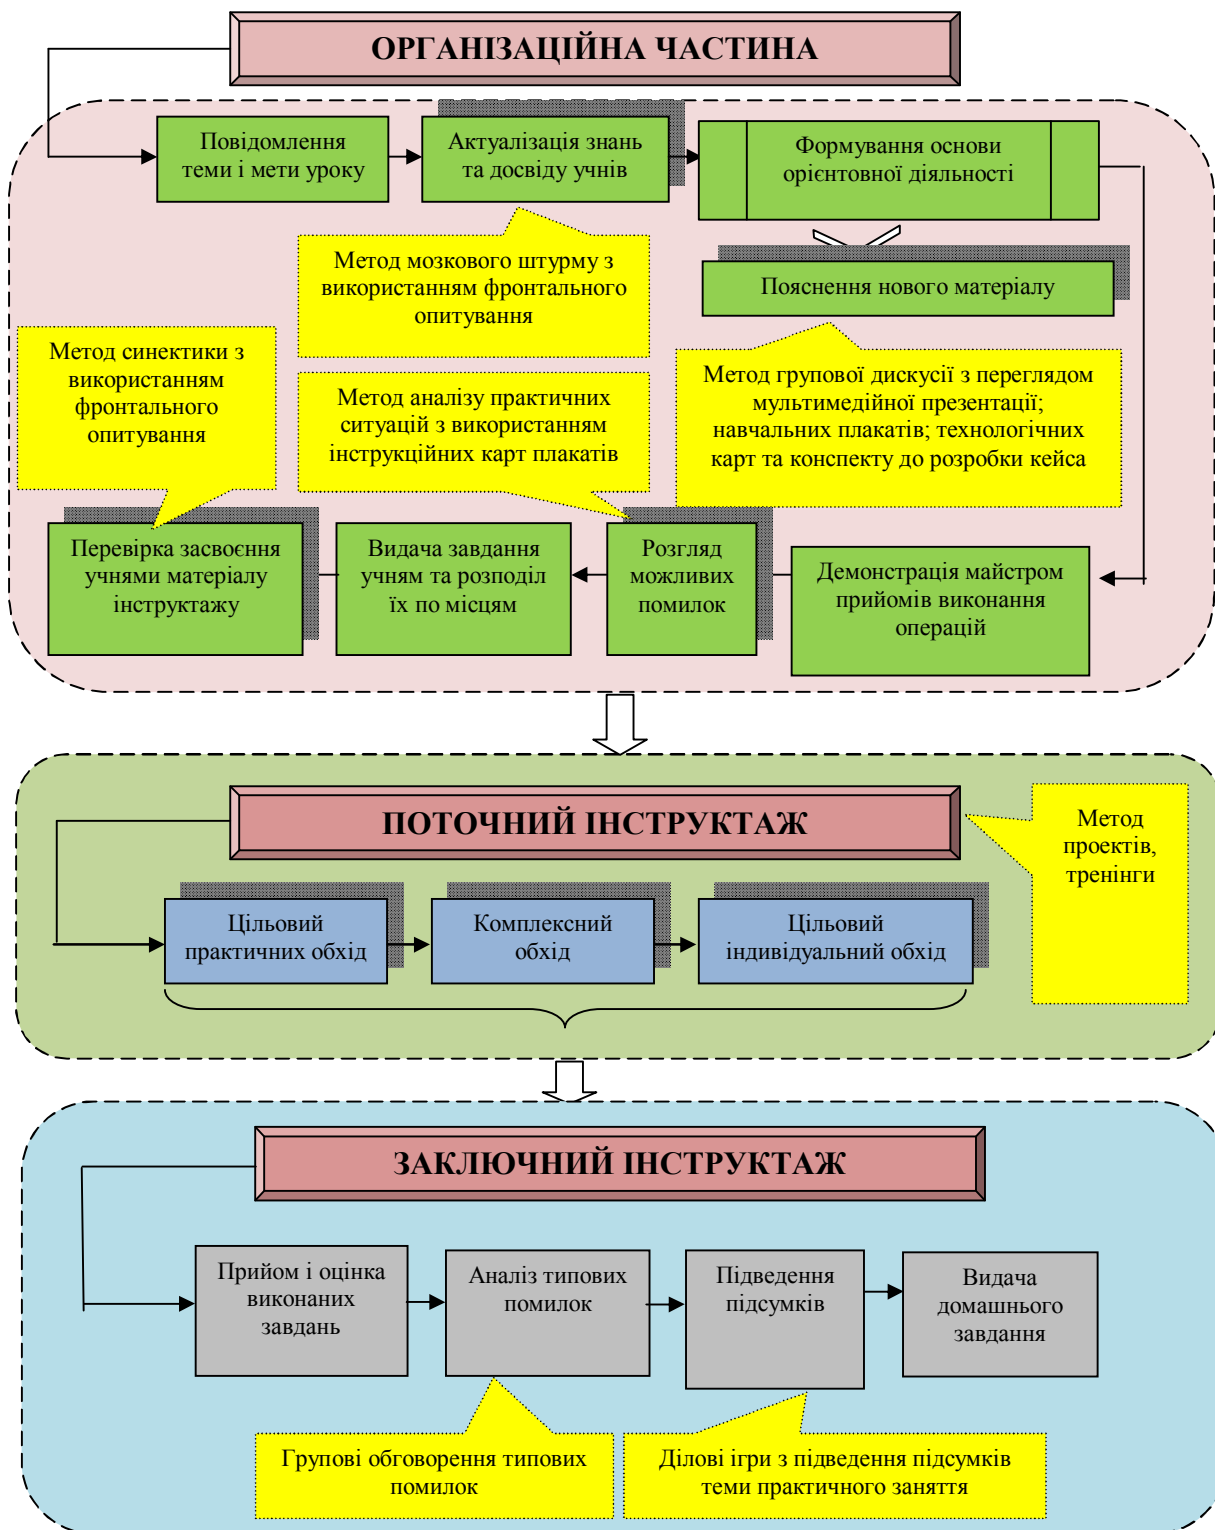 ОРГАНІЗАЦІЙНА ЧАСТИНА
Повідомлення
теми і мети уроку
Актуалізація знань
та досвіду учнів
Формування основи
орієнтовної діяльності
Пояснення нового матеріалу
Метод мозкового штурму з
використанням фронтального
опитування
Метод синектики з
використанням
фронтального
опитування
Метод аналізу практичних
ситуацій з використанням
інструкційних карт плакатів
Метод групової дискусії з переглядом
мультимедійної презентації;
навчальних плакатів; технологічних
карт та конспекту до розробки кейса
Перевірка засвоєння
учнями матеріалу
інструктажу
Видача завдання
учням та розподіл
їх по місцям
Розгляд
можливих
помилок
Демонстрація майстром
прийомів виконання
операцій
ПОТОЧНИЙ ІНСТРУКТАЖ
Метод
проектів,
тренінги
Цільовий
практичних обхід
Комплексний
обхід
Цільовий
індивідуальний обхід
ЗАКЛЮЧНИЙ ІНСТРУКТАЖ
Прийом і оцінка
виконаних
завдань
Аналіз типових
помилок
Підведення
підсумків
Видача
домашнього
завдання
Групові обговорення типових
помилок
Ділові ігри з підведення підсумків
теми практичного заняття